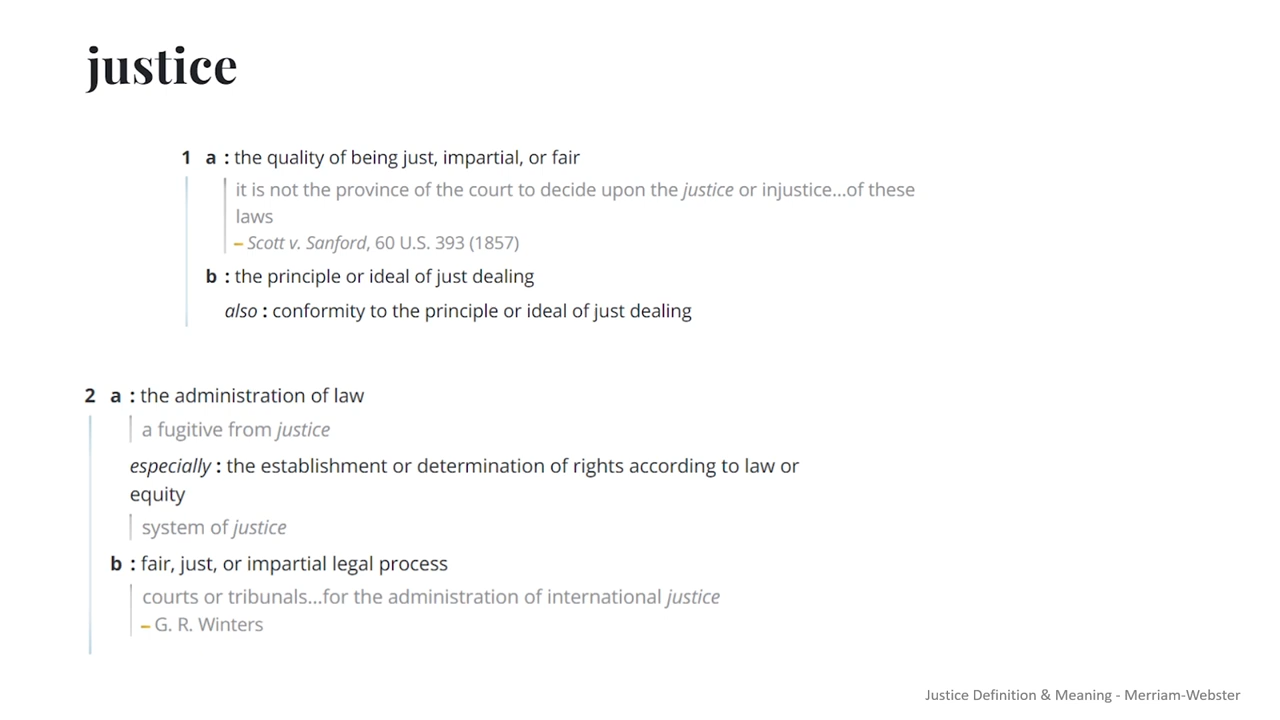 justice
1 a : the quality of being just, impartial, or fair
it is not the province of the court to decide upon the justice or injustice...of these
laws
– Scott v. Sanford, 60 U.S. 393 (1857)
b : the principle or ideal of just dealing
also : conformity to the principle or ideal of just dealing
2 a : the administration of law
a fugitive from justice
especially : the establishment or determination of rights according to law or
equity
system of justice
b : fair, just, or impartial legal process
courts or tribunals...for the administration of international justice
– G. R. Winters
Justice Definition & Meaning - Merriam-Webster